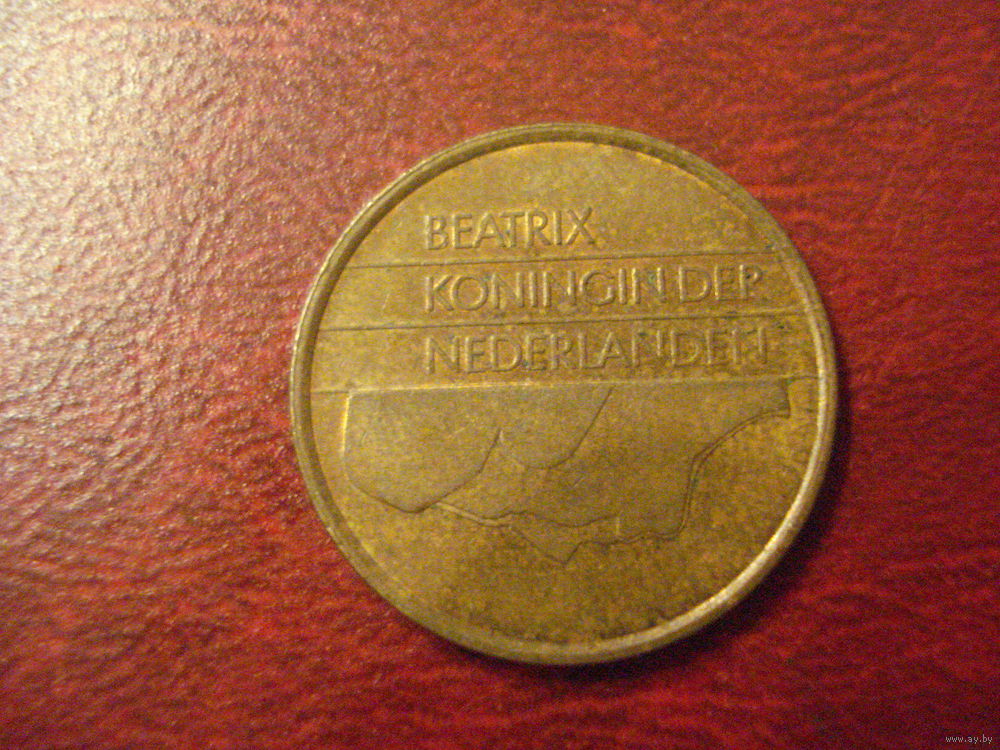 BEATRIX
KONINGIN DER
NEDERLANDEN
www.ay.by